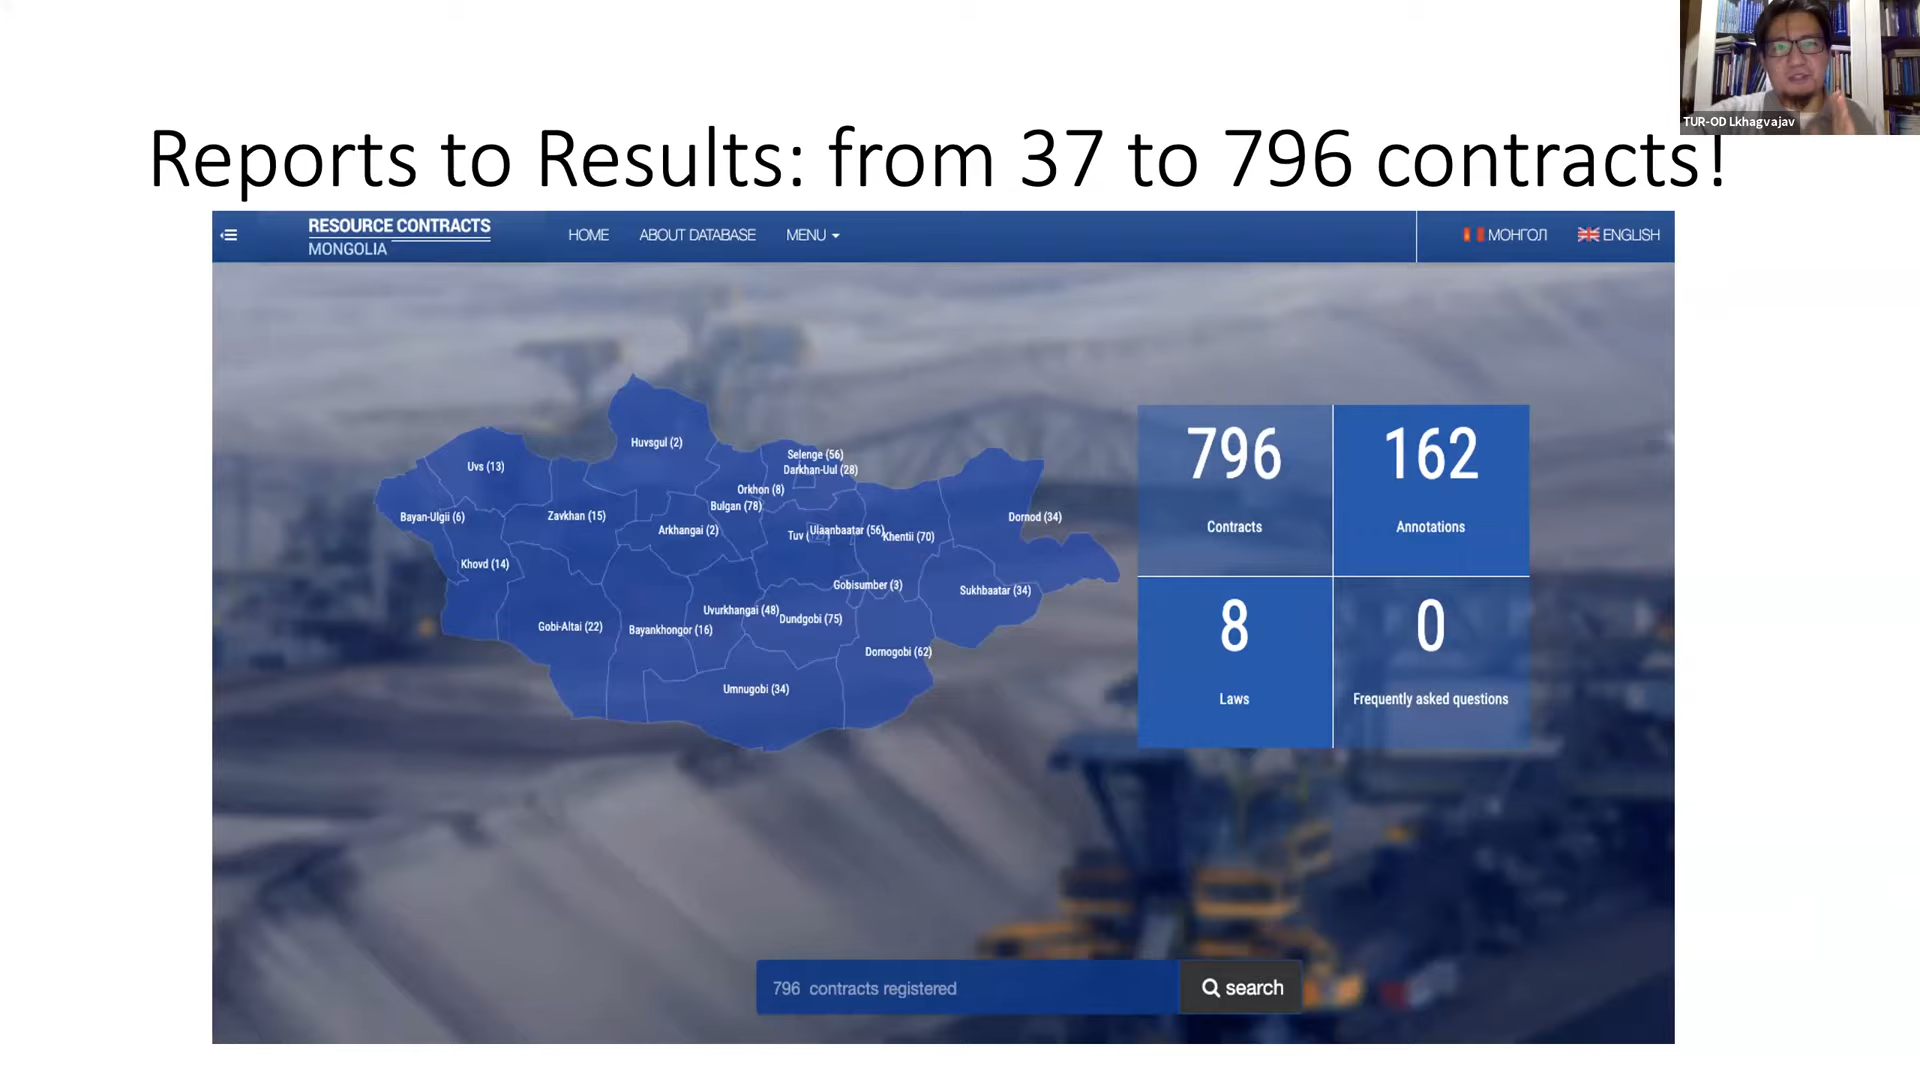 TUR-OD Lkhagvajav
Reports to Results: from 37 to 796 contracts!
RESOURCE CONTRACTS
MONGOLIA
HOME
ABOUT DATABASE
MENU
МОНГОЛ
ENGLISH
Huvsgul (2)
Uvs (13)
Selenge (56)
Darkhan-Uul (28)
Orkhon (8)
Bulgan (78)
Bayan-Ulgii (6)
Zavkhan (15)
Arkhangai (2)
Tuv (
Ulaanbaatar (56)
Khentii (70)
Dornod (34)
Khovd (14)
Gobisumber (3)
Sukhbaatar (34)
Uvurkhangai (48)
Dundgobi (75)
Gobi-Altai (22)
Bayankhongor (16)
Dornogobi (62)
Umnugobi (34)
796
Contracts
162
Annotations
8
Laws
0
Frequently asked questions
796 contracts registered
search